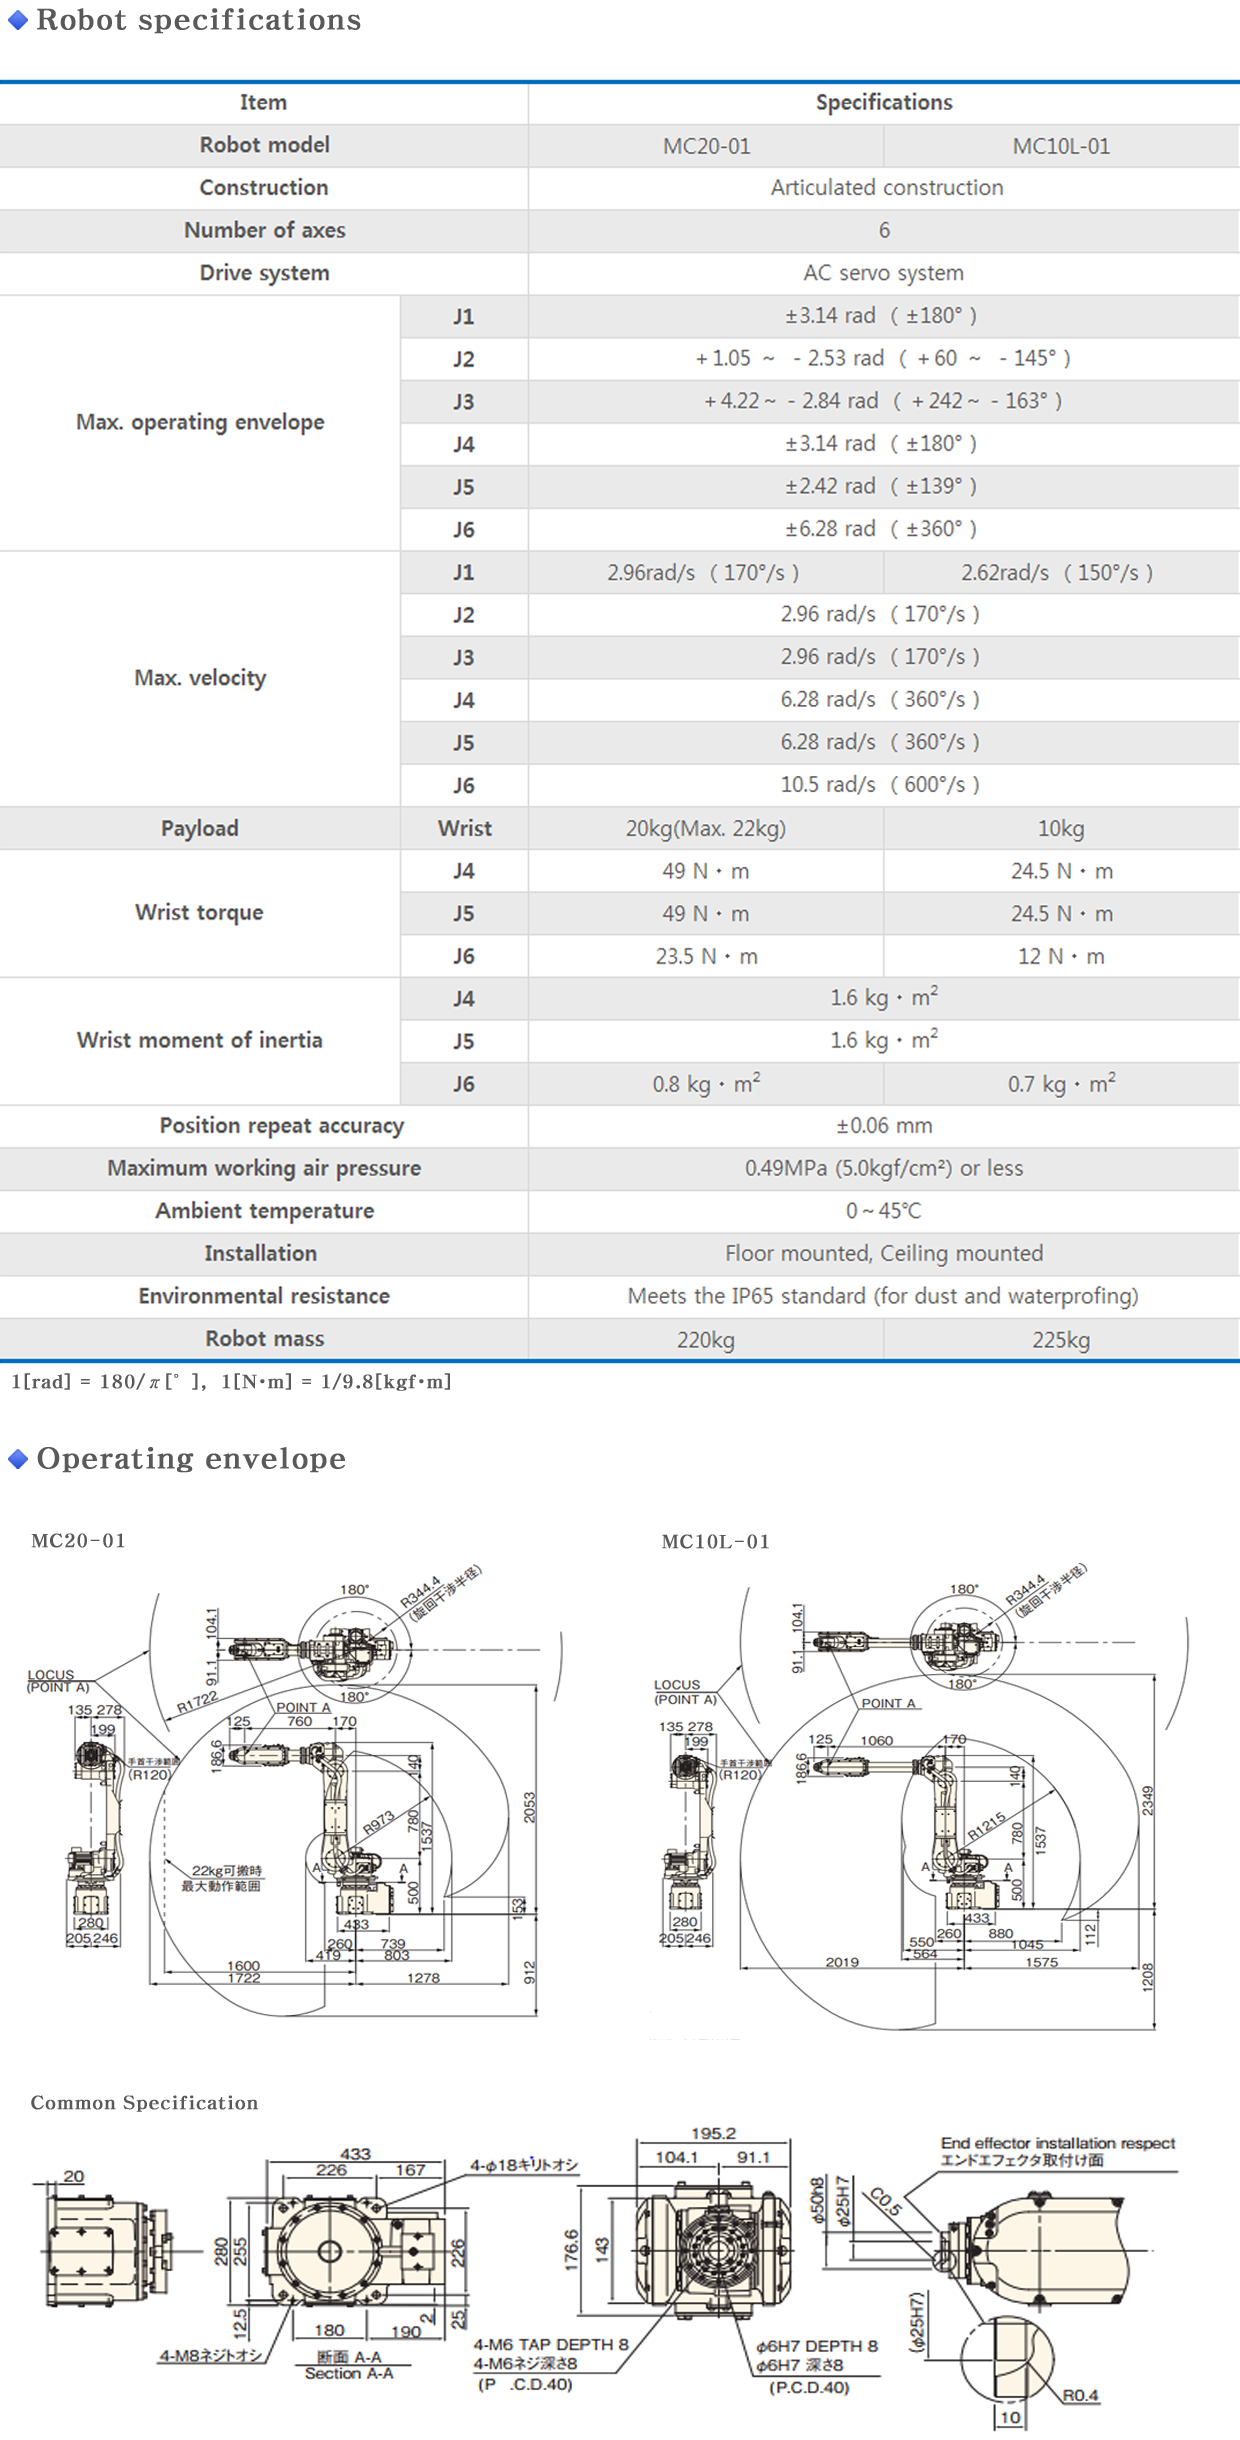 Robot specifications
Item Specifications
Robot model MC20-01 MC10L-01
Construction Articulated construction
Number of axes 6
Drive system AC servo system
Max. operating envelope
J1 ±3.14 rad ( ±180° )
J2 +1.05 ~ -2.53 rad ( +60 ~ -145° )
J3 +4.22 ~ -2.84 rad ( +242 ~ -163° )
J4 ±3.14 rad ( ±180° )
J5 ±2.42 rad ( ±139° )
J6 ±6.28 rad ( ±360° )
Max. velocity
J1 2.96rad/s ( 170°/s ) 2.62rad/s ( 150°/s )
J2 2.96 rad/s ( 170°/s )
J3 2.96 rad/s ( 170°/s )
J4 6.28 rad/s ( 360°/s )
J5 6.28 rad/s ( 360°/s )
J6 10.5 rad/s ( 600°/s )
Payload Wrist 20kg(Max. 22kg) 10kg
Wrist torque
J4 49 N・m 24.5 N・m
J5 49 N・m 24.5 N・m
J6 23.5 N・m 12 N・m
Wrist moment of inertia
J4 1.6 kg・m²
J5 1.6 kg・m²
J6 0.8 kg・m² 0.7 kg・m²
Position repeat accuracy ±0.06 mm
Maximum working air pressure 0.49MPa (5.0kgf/cm²) or less
Ambient temperature 0 ~ 45℃
Installation Floor mounted, Ceiling mounted
Environmental resistance Meets the IP65 standard (for dust and waterprofing)
Robot mass 220kg 225kg
1[rad] = 180/π[° ], 1[N·m] = 1/9.8[kgf·m]
Operating envelope
MC20-01
180°
R344.4
(旋回干渉半径)
104.1
91.1
LOCUS
(POINT A)
R1722
180°
POINT A
135 278
199
125 760 170
186.6
手首干渉範囲
(R120)
140
R973
780
1537
2053
22kg可搬時
最大動作範囲
A A
500
153
280
205 246
433
260 739
419 803
1600
1722 1278
912
MC10L-01
180°
R344.4
(旋回干渉半径)
104.1
91.1
LOCUS
(POINT A)
180°
POINT A
135 278
199
125 1060 170
186.6
手首干渉範囲
(R120)
140
R1215
780
1537
2349
A A
500
280
205 246
433
260 880
550 1045
564
112
2019 1575
1208
Common Specification
20
433
226 167
4-φ18キリトオシ
280
255
12.5
226
2
25
180 190
4-M8ネジトオシ
断面 A-A
Section A-A
195.2
104.1 91.1
176.6
143
4-M6 TAP DEPTH 8
4-M6ネジ深さ8
(P .C.D.40)
φ6H7 DEPTH 8
φ6H7 深さ8
(P.C.D.40)
End effector installation respect
エンドエフェクタ取付け面
φ50h8
φ25H7
C0.5
(φ25H7)
R0.4
10